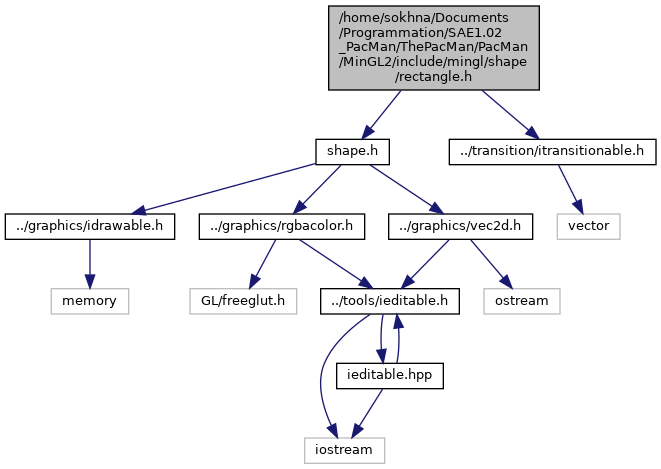 /home/sokhna/Documents
/Programmation/SAE1.02
_PacMan/ThePacMan/PacMan
/MinGL2/include/mingl/shape
/rectangle.h
shape.h
../transition/itransitionable.h
../graphics/idrawable.h
../graphics/rgbacolor.h
../graphics/vec2d.h
vector
memory
GL/freeglut.h
../tools/ieditable.h
ostream
ieditable.hpp
iostream